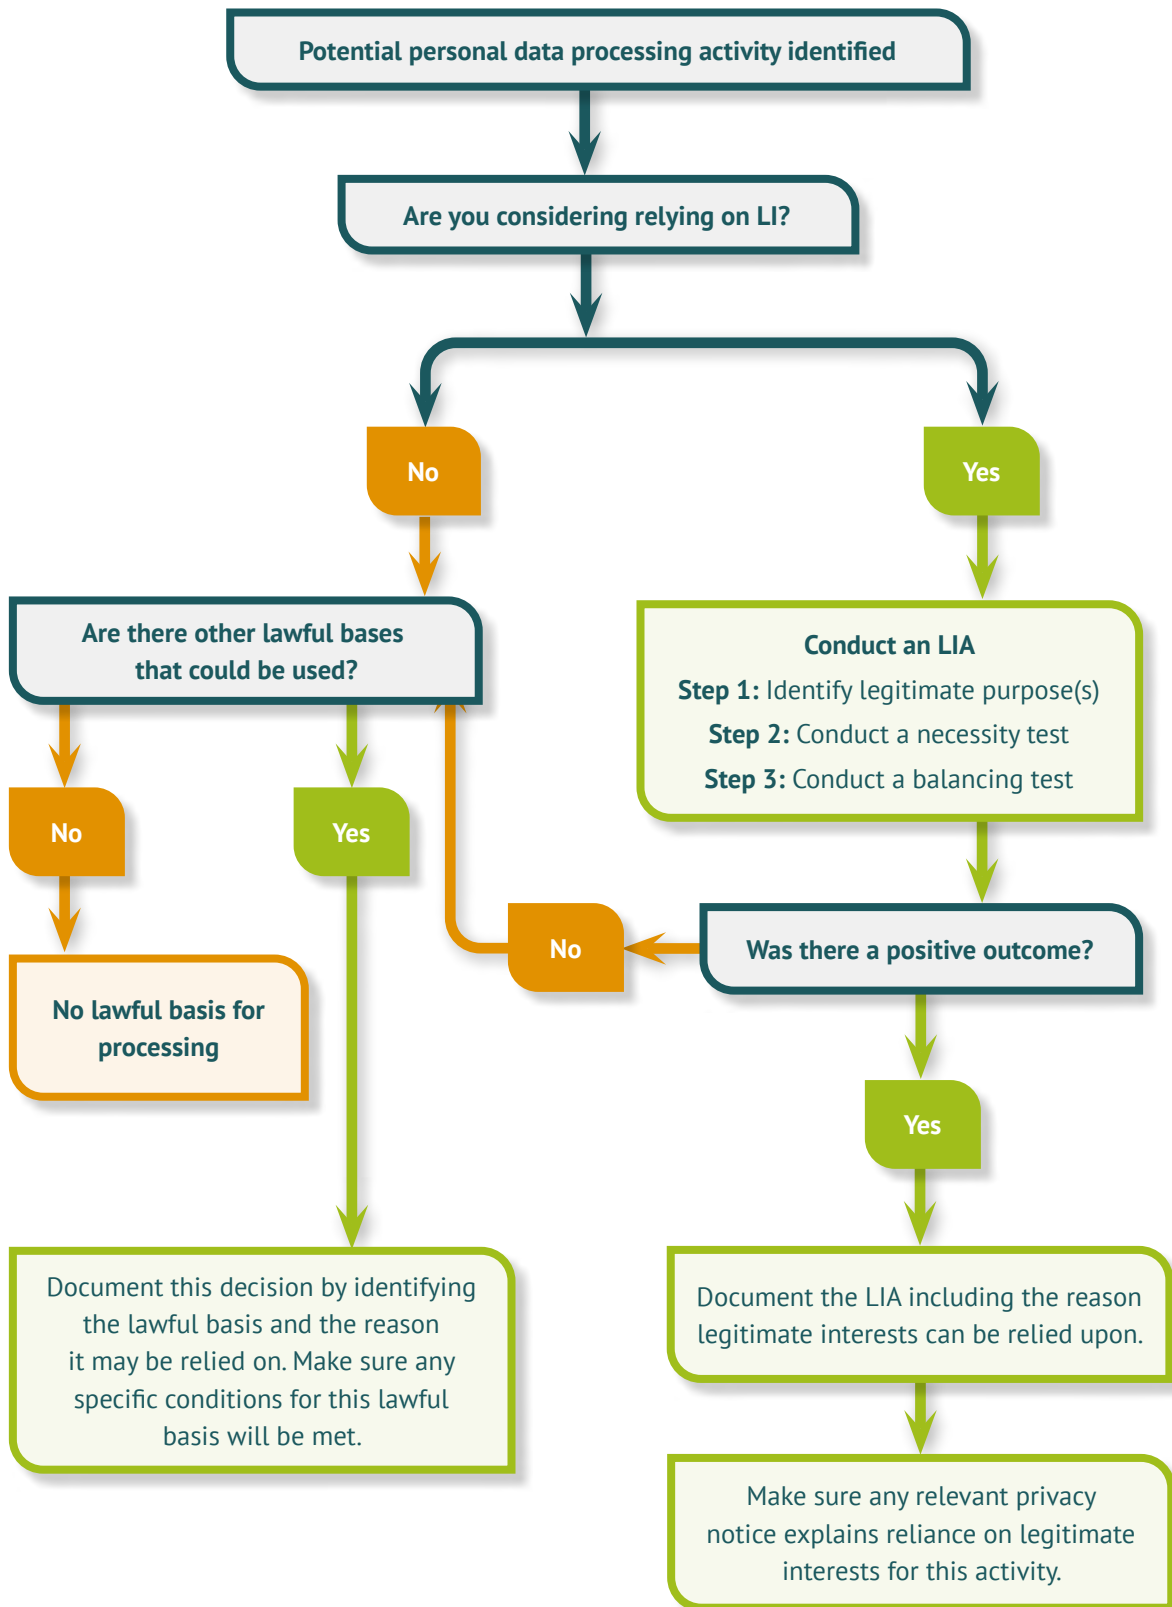 Potential personal data processing activity identified
Are you considering relying on LI?
No
Yes
Are there other lawful bases
that could be used?
Conduct an LIA
Step 1: Identify legitimate purpose(s)
Step 2: Conduct a necessity test
Step 3: Conduct a balancing test
No
Yes
No
Was there a positive outcome?
No lawful basis for
processing
Yes
Document this decision by identifying
the lawful basis and the reason
it may be relied on. Make sure any
specific conditions for this lawful
basis will be met.
Document the LIA including the reason
legitimate interests can be relied upon.
Make sure any relevant privacy
notice explains reliance on legitimate
interests for this activity.